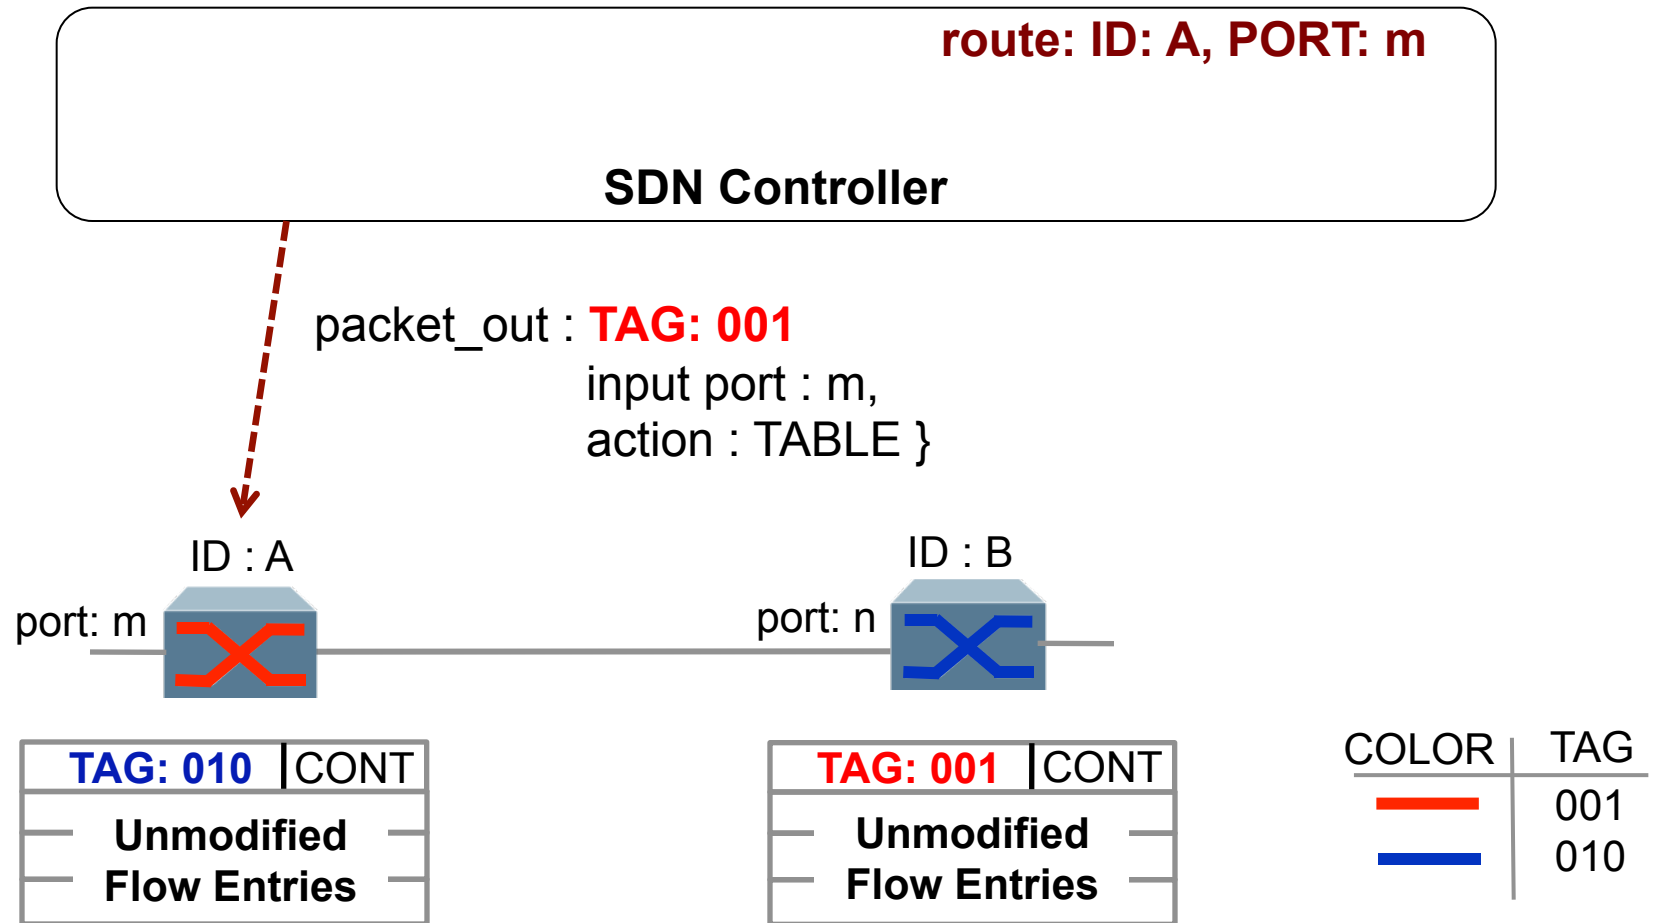 route: ID: A, PORT: m
SDN Controller
packet_out : TAG: 001
input port : m,
action : TABLE }
ID : A
ID : B
port: m
port: n
TAG: 010 CONT
Unmodified
Flow Entries
TAG: 001 CONT
Unmodified
Flow Entries
COLOR TAG
001
010